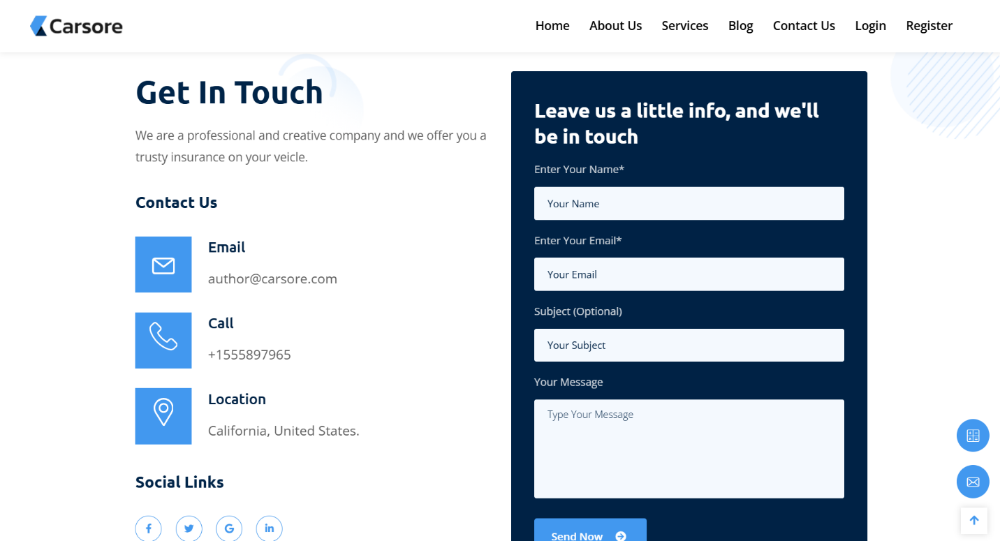 Carsore
Home About Us Services Blog Contact Us Login Register
Get In Touch
We are a professional and creative company and we offer you a
trusty insurance on your veicle.
Contact Us
Email
author@carsore.com
Call
+1555897965
Location
California, United States.
Social Links
Leave us a little info, and we'll
be in touch
Enter Your Name*
Your Name
Enter Your Email*
Your Email
Subject (Optional)
Your Subject
Your Message
Type Your Message
Send Now